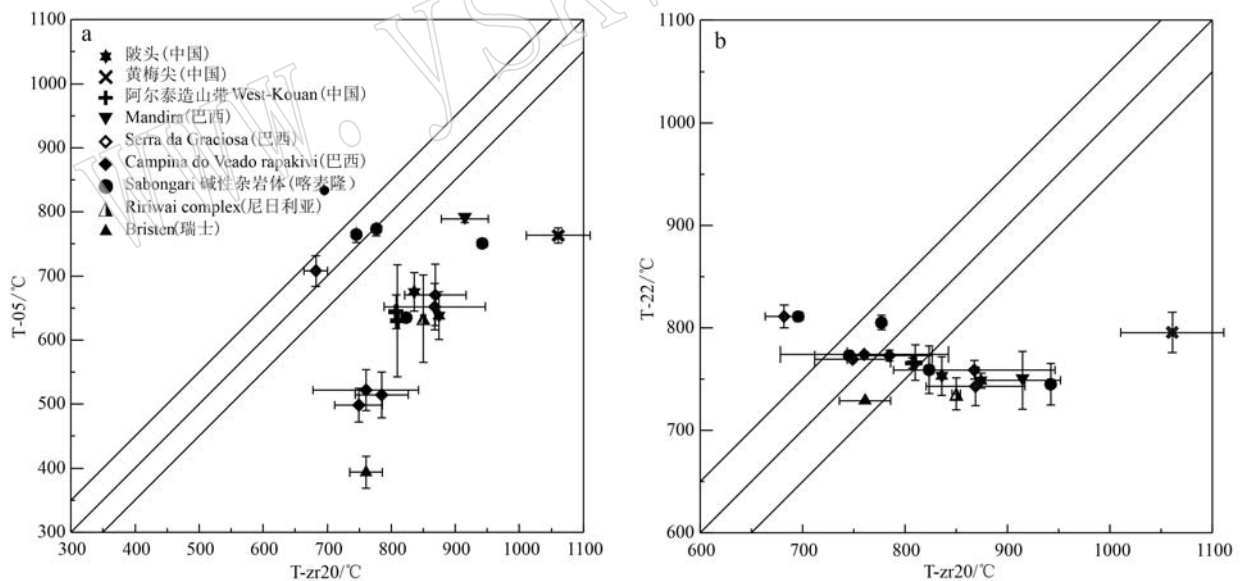 WWW.YSK
a
陂头(中国)
黄梅尖(中国)
阿尔泰造山带 West-Kouan(中国)
Mandira(巴西)
Serra da Graciosa(巴西)
Campina do Veado rapakivi(巴西)
Sabongari 碱性杂岩体(喀麦隆)
Ririwai complex(尼日利亚)
Bristen(瑞士)
1100
1000
900
800
700
600
500
400
300
T-05/℃
300 400 500 600 700 800 900 1000 1100
T-zr20/℃
b
1100
1000
900
800
700
600
T-22/℃
600 700 800 900 1000 1100
T-zr20/℃